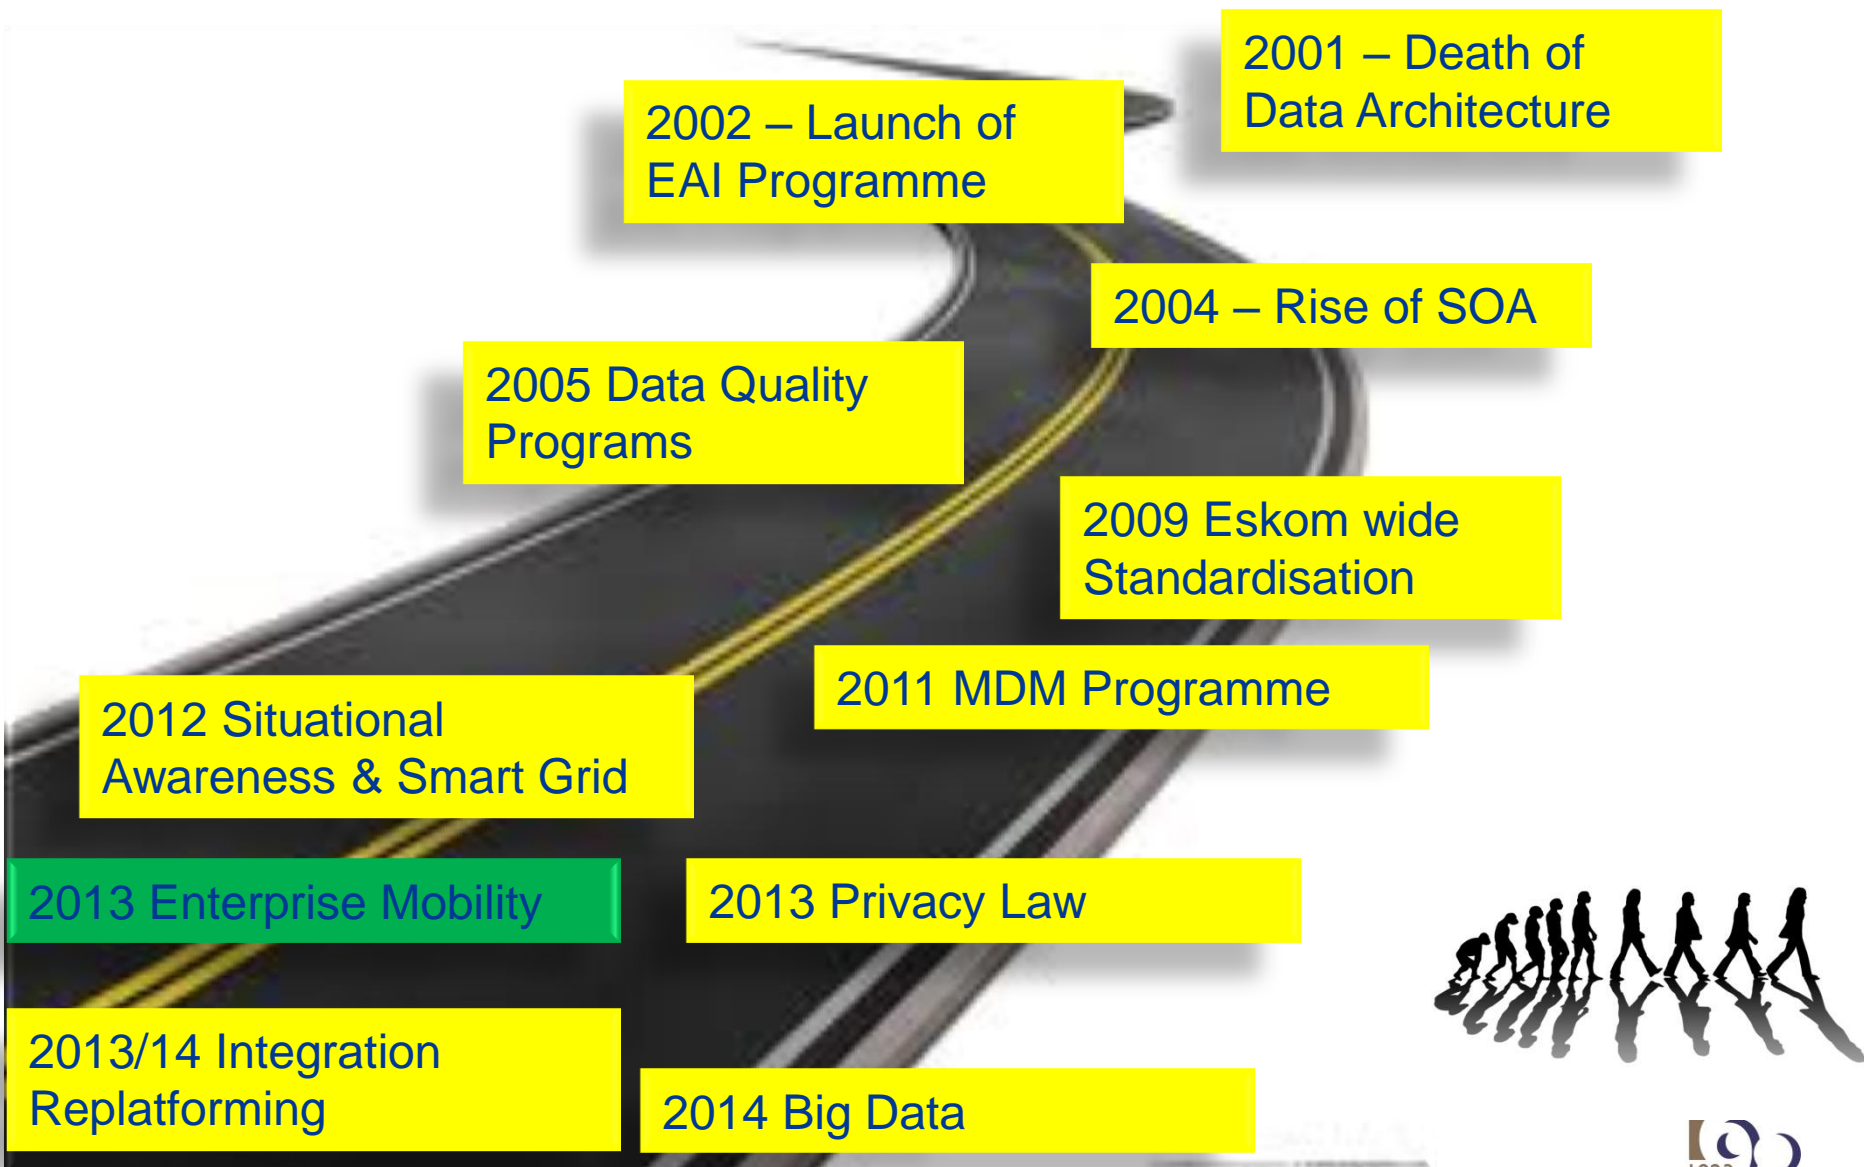 2001 – Death of
Data Architecture
2002 – Launch of
EAI Programme
2004 – Rise of SOA
2005 Data Quality
Programs
2009 Eskom wide
Standardisation
2011 MDM Programme
2012 Situational
Awareness & Smart Grid
2013 Enterprise Mobility
2013 Privacy Law
2013/14 Integration
Replatforming
2014 Big Data